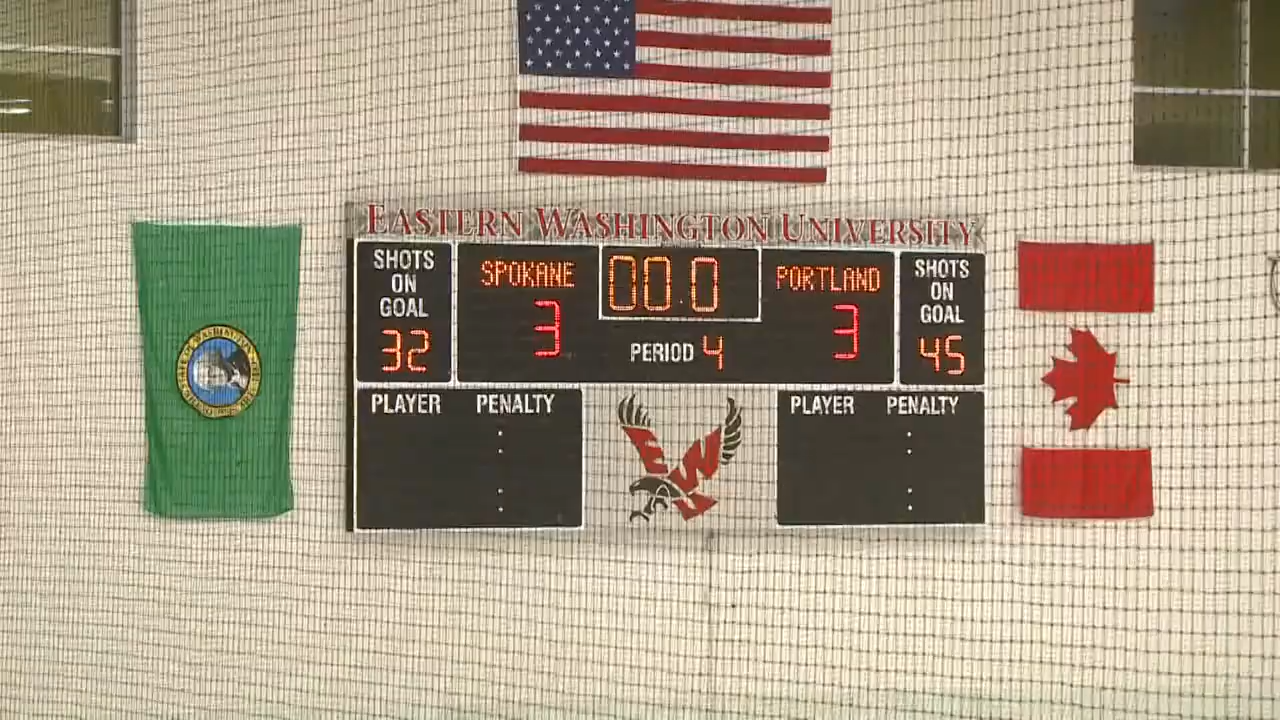 EASTERN WASHINGTON UNIVERSITY
SHOTS ON GOAL
32
SPOKANE
3
00.0
PERIOD 4
PORTLAND
3
SHOTS ON GOAL
45
PLAYER PENALTY
PLAYER PENALTY
EWU